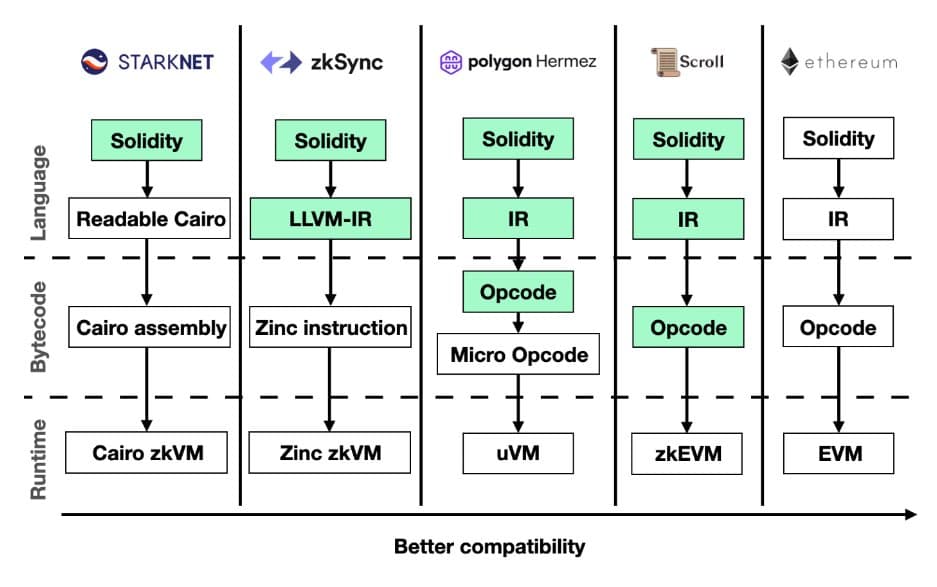 STARKNET
zkSync
polygon Hermez
Scroll
ethereum
Language
Solidity
Solidity
Solidity
Solidity
Solidity
Readable Cairo
LLVM-IR
IR
IR
IR
Bytecode
Opcode
Cairo assembly
Zinc instruction
Micro Opcode
Opcode
Opcode
Runtime
Cairo zkVM
Zinc zkVM
uVM
zkEVM
EVM
Better compatibility